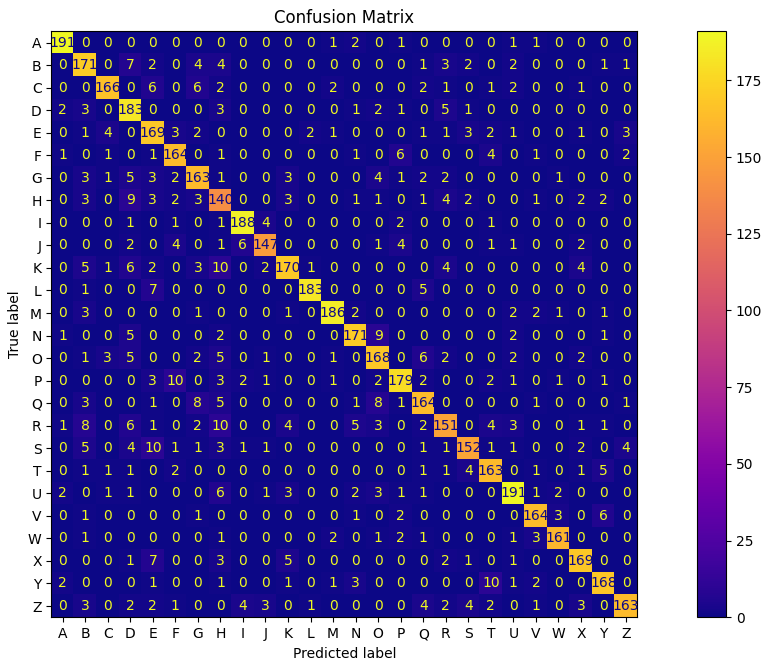 Confusion Matrix
A 191 0 0 0 0 0 0 0 0 0 0 0 1 2 0 1 0 0 0 0 1 1 0 0 0 0
B 0 171 0 7 2 0 4 4 0 0 0 0 0 0 0 0 1 3 2 0 2 0 0 0 1 1
C 0 0 166 0 6 0 6 2 0 0 0 0 2 0 0 0 2 1 0 1 2 0 0 1 0 0
D 2 3 0 183 0 0 0 3 0 0 0 0 0 1 2 1 0 5 1 0 0 0 0 0 0 0
E 0 1 4 0 169 3 2 0 0 0 0 2 1 0 0 0 1 1 3 2 1 0 0 1 0 3
F 1 0 1 0 1 164 0 1 0 0 0 0 0 1 0 6 0 0 0 4 0 1 0 0 0 2
G 0 3 1 5 3 2 163 1 0 0 3 0 0 0 4 1 2 2 0 0 0 0 1 0 0 0
H 0 3 0 9 3 2 3 140 0 0 3 0 0 1 1 0 1 4 2 0 0 1 0 2 2 0
I 0 0 0 1 0 1 0 1 188 4 0 0 0 0 0 2 0 0 0 1 0 0 0 0 0 0
J 0 0 0 2 0 4 0 1 6 147 0 0 0 0 1 4 0 0 0 1 1 0 0 2 0 0
K 0 5 1 6 2 0 3 10 0 2 170 1 0 0 0 0 0 4 0 0 0 0 0 4 0 0
L 0 1 0 0 7 0 0 0 0 0 0 183 0 0 0 0 5 0 0 0 0 0 0 0 0 0
M 0 3 0 0 0 0 1 0 0 0 1 0 186 2 0 0 0 0 0 0 2 2 1 0 1 0
N 1 0 0 5 0 0 0 2 0 0 0 0 0 171 9 0 0 0 0 0 2 0 0 0 1 0
O 0 1 3 5 0 0 2 5 0 1 0 0 1 0 168 0 6 2 0 0 2 0 0 2 0 0
P 0 0 0 0 3 10 0 3 2 1 0 0 1 0 2 179 2 0 0 2 1 0 1 0 1 0
Q 0 3 0 0 1 0 8 5 0 0 0 0 0 1 8 1 164 0 0 0 0 1 0 0 0 1
R 1 8 0 6 1 0 2 10 0 0 4 0 0 5 3 0 2 151 0 4 3 0 0 1 1 0
S 0 5 0 4 10 1 1 3 1 1 0 0 0 0 0 0 1 1 152 1 1 0 0 2 0 4
T 0 1 1 1 0 2 0 0 0 0 0 0 0 0 0 0 1 1 4 163 0 1 0 1 5 0
U 2 0 1 1 0 0 0 6 0 1 3 0 0 2 3 1 1 0 0 0 191 1 2 0 0 0
V 0 1 0 0 0 0 1 0 0 0 0 0 0 1 0 2 0 0 0 0 0 164 3 0 6 0
W 0 1 0 0 0 0 0 1 0 0 0 0 2 0 1 2 1 0 0 0 1 3 161 0 0 0
X 0 0 0 1 7 0 0 3 0 0 5 0 0 0 0 0 0 2 1 0 1 0 0 169 0 0
Y 2 0 0 0 1 0 0 1 0 0 1 0 1 3 0 0 0 0 0 10 1 2 0 0 168 0
Z 0 3 0 2 2 1 0 0 4 3 0 1 0 0 0 0 4 2 4 2 0 1 0 3 0 163
A B C D E F G H I J K L M N O P Q R S T U V W X Y Z
Predicted label
True label
175
150
125
100
75
50
25
0